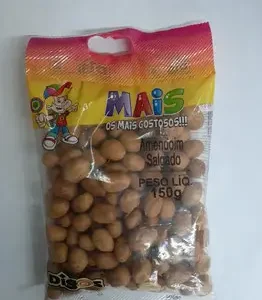 MAIS
OS MAIS GOSTOSOS!!!
Amendoim
Salgado
PESO LÍQ.
150g